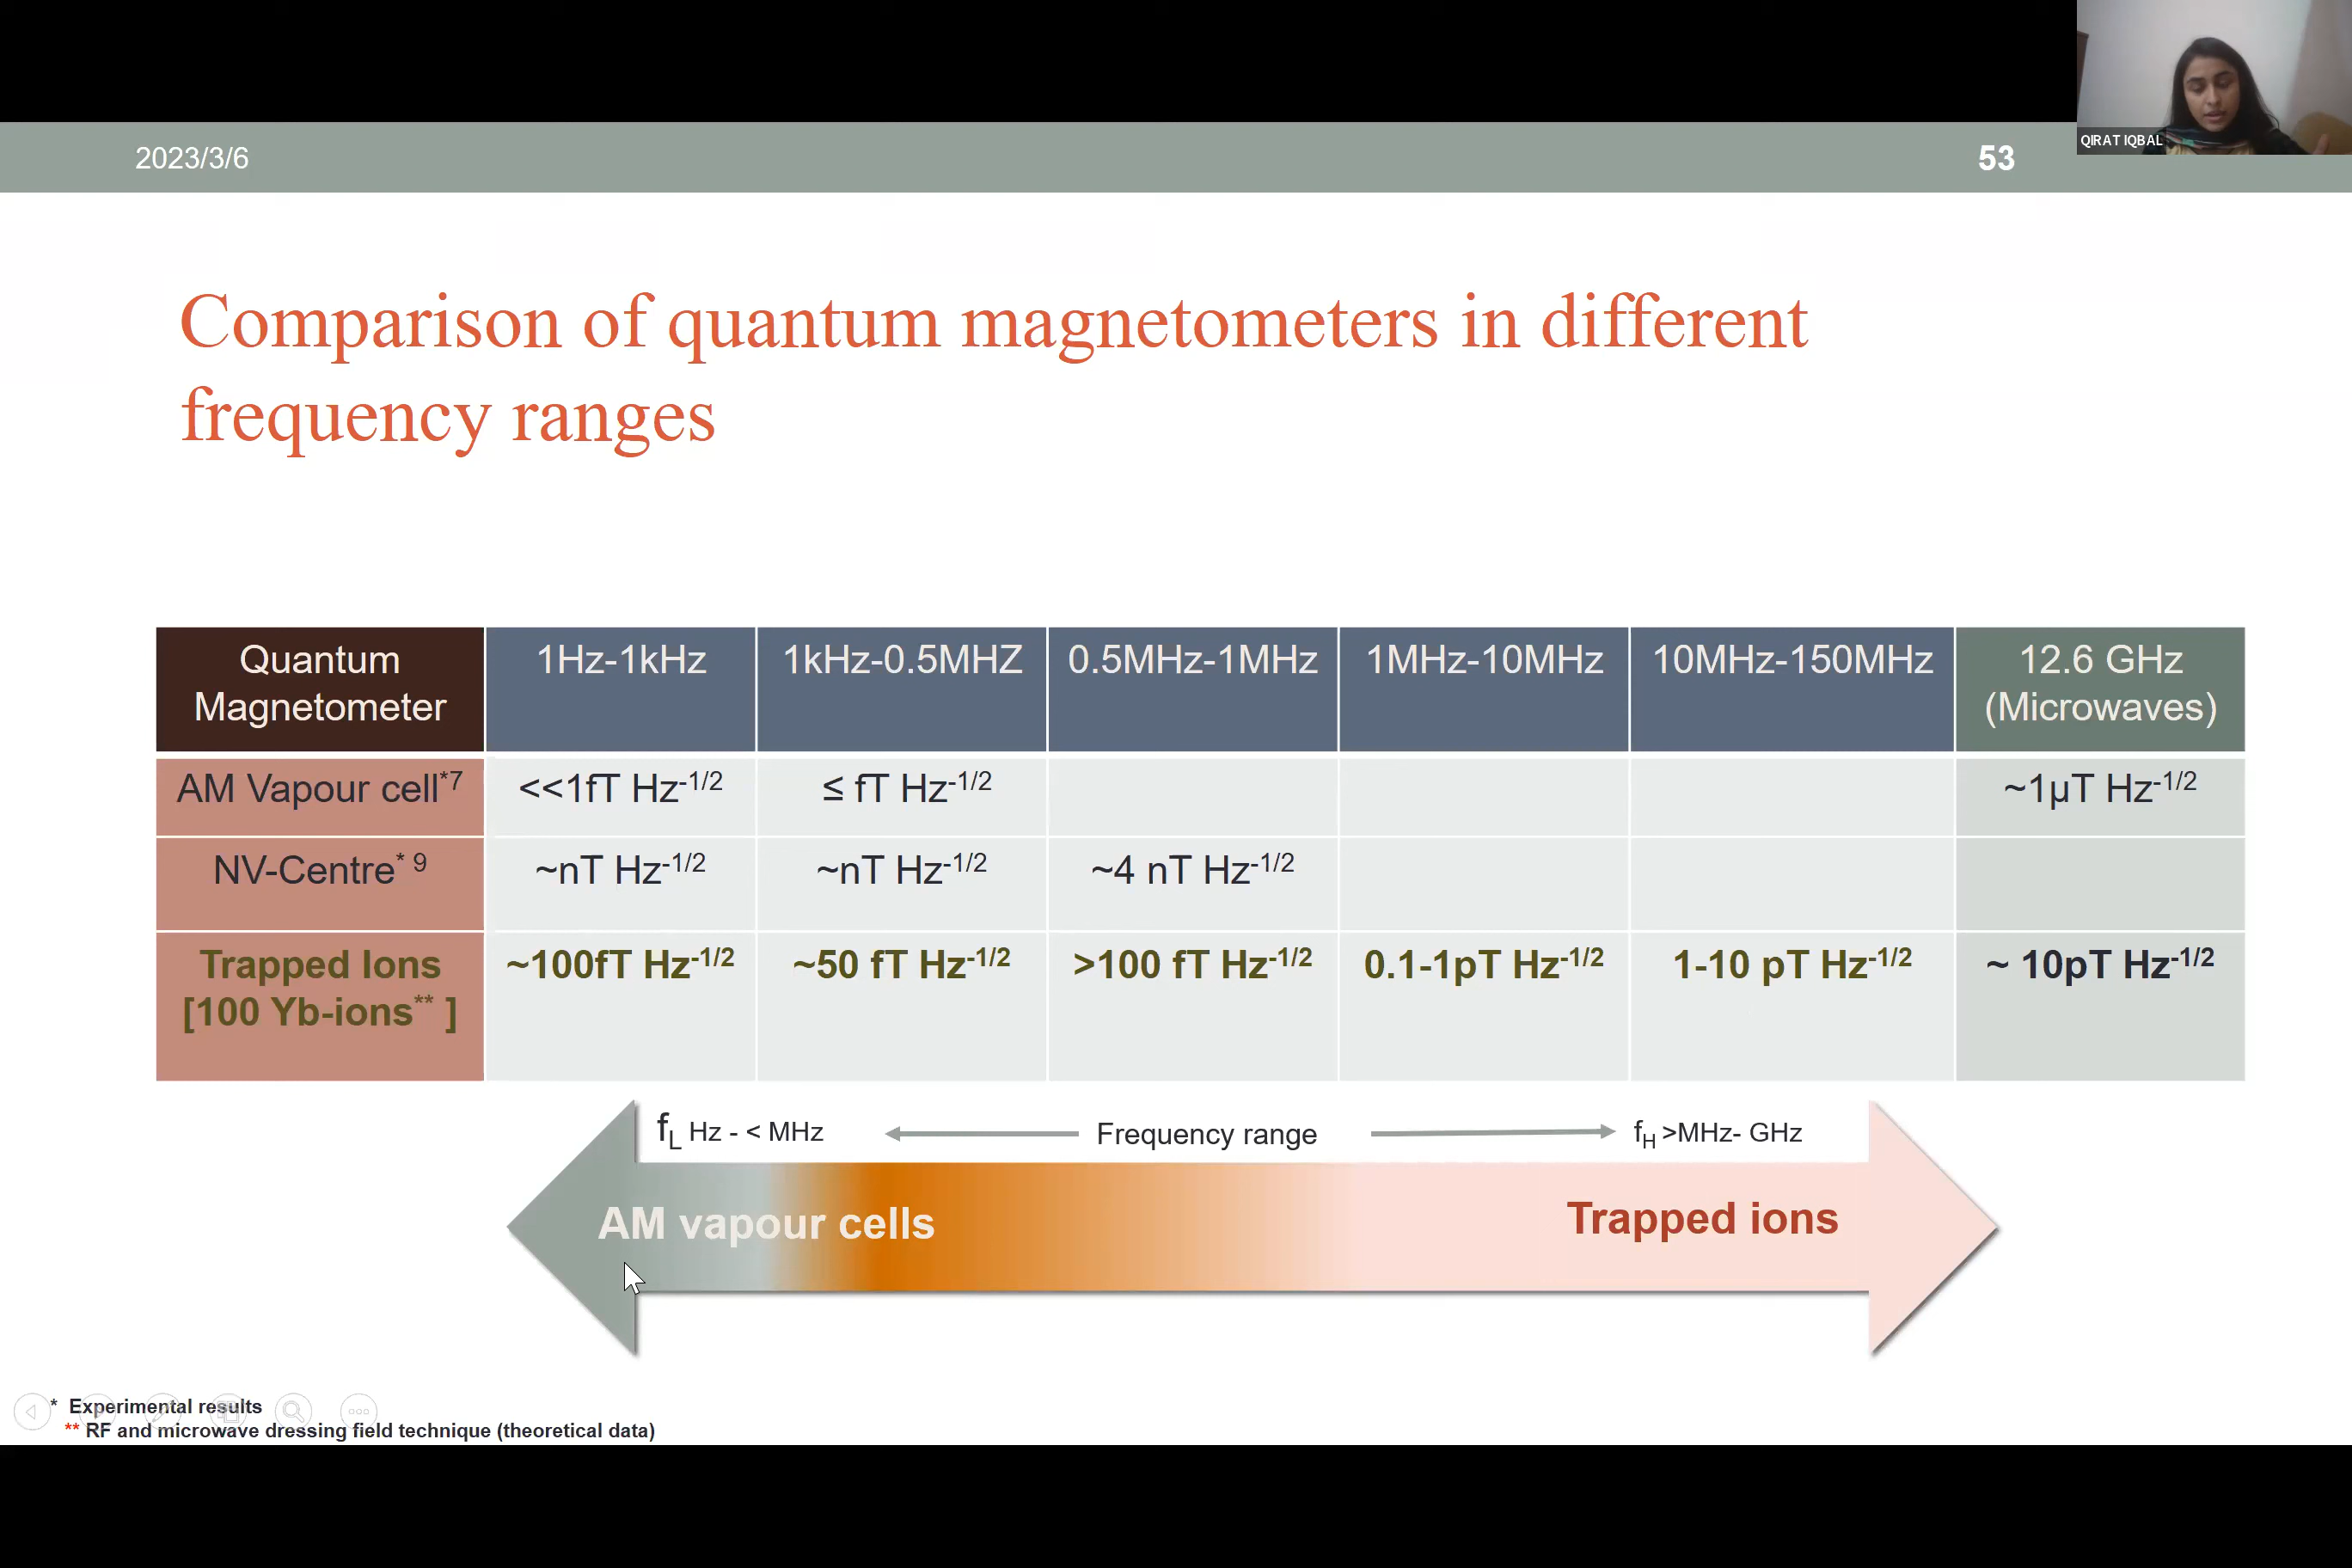 QIRAT IQBAL
2023/3/6
53
Comparison of quantum magnetometers in different
frequency ranges
Quantum Magnetometer 1Hz-1kHz 1kHz-0.5MHZ 0.5MHz-1MHz 1MHz-10MHz 10MHz-150MHz 12.6 GHz (Microwaves)
AM Vapour cell*7 <<1fT Hz-1/2 ≤ fT Hz-1/2 ~1µT Hz-1/2
NV-Centre* 9 ~nT Hz-1/2 ~nT Hz-1/2 ~4 nT Hz-1/2
Trapped Ions [100 Yb-ions** ] ~100fT Hz-1/2 ~50 fT Hz-1/2 >100 fT Hz-1/2 0.1-1pT Hz-1/2 1-10 pT Hz-1/2 ~ 10pT Hz-1/2
fL Hz - < MHz Frequency range fH >MHz- GHz
AM vapour cells Trapped ions
* Experimental results
** RF and microwave dressing field technique (theoretical data)